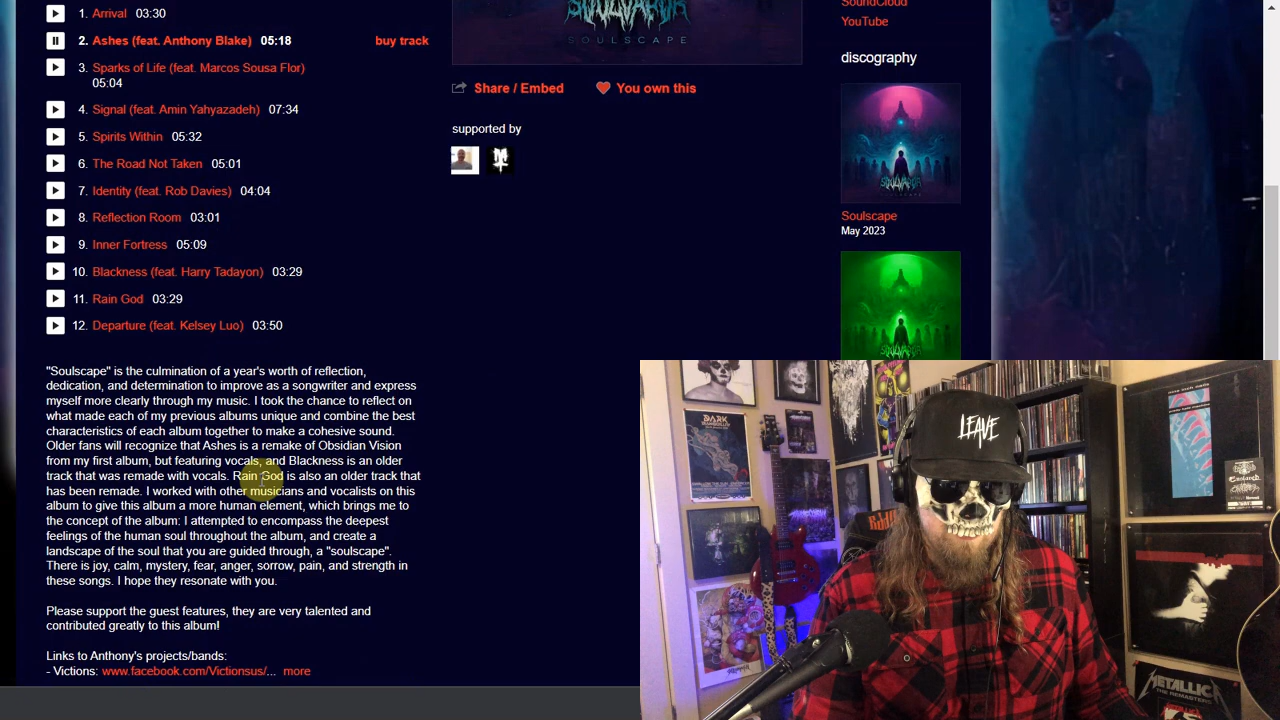 1. Arrival 03:30
2. Ashes (feat. Anthony Blake) 05:18 buy track
3. Sparks of Life (feat. Marcos Sousa Flor)
05:04
4. Signal (feat. Amin Yahyazadeh) 07:34
5. Spirits Within 05:32
6. The Road Not Taken 05:01
7. Identity (feat. Rob Davies) 04:04
8. Reflection Room 03:01
9. Inner Fortress 05:09
10. Blackness (feat. Harry Tadayon) 03:29
11. Rain God 03:29
12. Departure (feat. Kelsey Luo) 03:50
"Soulscape" is the culmination of a year's worth of reflection,
dedication, and determination to improve as a songwriter and express
myself more clearly through my music. I took the chance to reflect on
what made each of my previous albums unique and combine the best
characteristics of each album together to make a cohesive sound.
Older fans will recognize that Ashes is a remake of Obsidian Vision
from my first album, but featuring vocals, and Blackness is an older
track that was remade with vocals. Rain God is also an older track that
has been remade. I worked with other musicians and vocalists on this
album to give this album a more human element, which brings me to
the concept of the album: I attempted to encompass the deepest
feelings of the human soul throughout the album, and create a
landscape of the soul that you are guided through, a "soulscape".
There is joy, calm, mystery, fear, anger, sorrow, pain, and strength in
these songs. I hope they resonate with you.
Please support the guest features, they are very talented and
contributed greatly to this album!
Links to Anthony's projects/bands:
- Victions: www.facebook.com/Victionsus/... more
SOULVAPOR
SOULSCAPE
Share / Embed You own this
supported by
SoundCloud
YouTube
discography
SOULVAPOR
Soulscape
May 2023
SOULVAPOR
DARK
TRANQUILLITY
LEAVE
Enslaved
METALLICA
THE REMASTERS